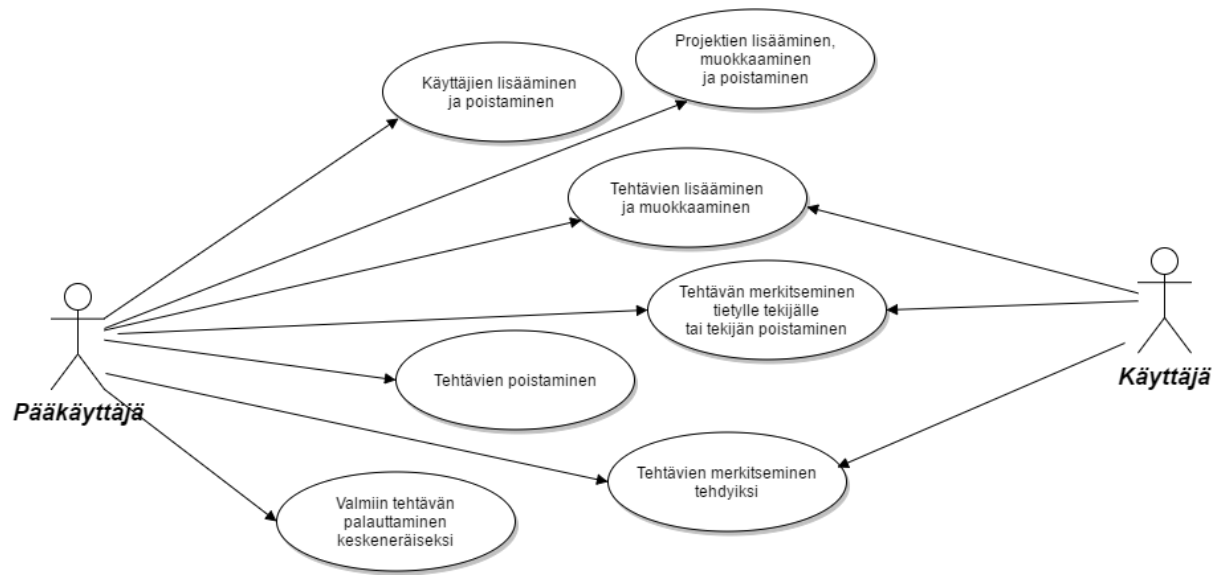 Projektien lisääminen,
muokkaaminen
ja poistaminen
Käyttäjien lisääminen
ja poistaminen
Tehtävien lisääminen
ja muokkaaminen
Tehtävän merkitseminen
tietylle tekijälle
tai tekijän poistaminen
Tehtävien poistaminen
Käyttäjä
Pääkäyttäjä
Tehtävien merkitseminen
tehdyiksi
Valmiin tehtävän
palauttaminen
keskeneräiseksi